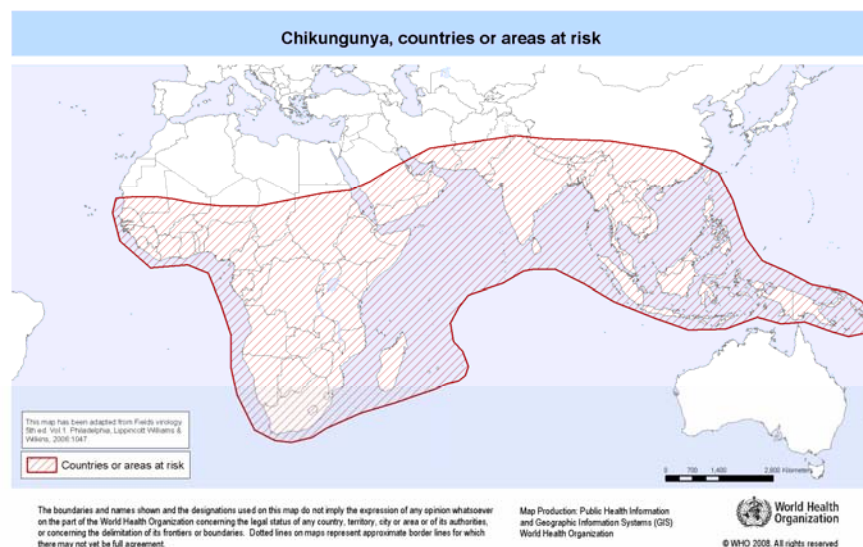 Chikungunya, countries or areas at risk
This map has been adapted from Fields virology
5th ed. Vol.1. Philadelphia, Lippincott Williams &
Wilkins, 2006:1047.
Countries or areas at risk
0 700 1,400 2,800 Kilometers
The boundaries and names shown and the designations used on this map do not imply the expression of any opinion whatsoever
on the part of the World Health Organization concerning the legal status of any country, territory, city or area or of its authorities,
or concerning the delimitation of its frontiers or boundaries. Dotted lines on maps represent approximate border lines for which
there may not yet be full agreement.
Map Production: Public Health Information
and Geographic Information Systems (GIS)
World Health Organization
World Health
Organization
© WHO 2008. All rights reserved